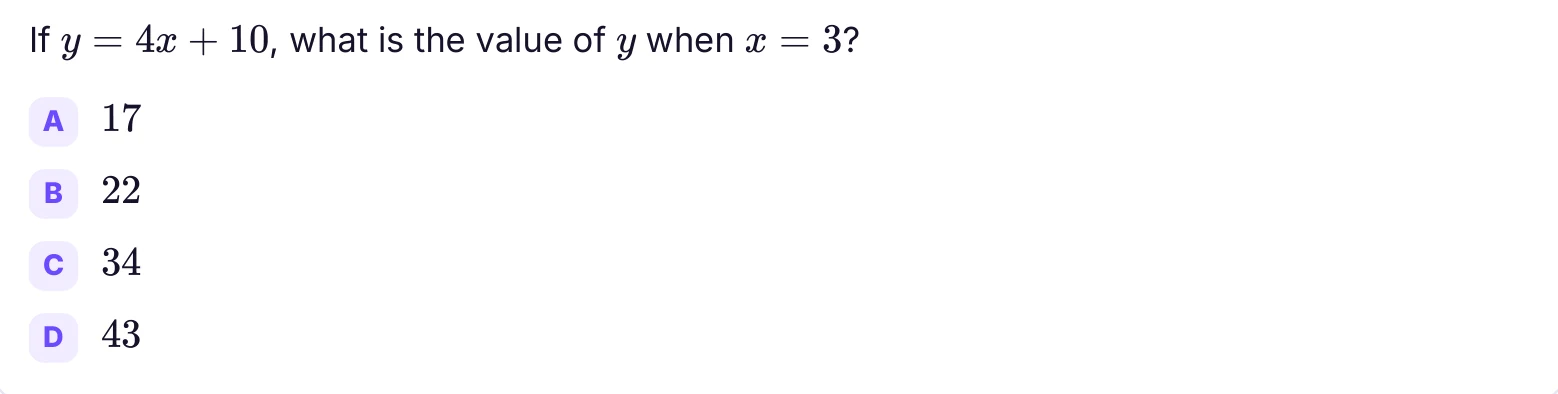 If y = 4x + 10, what is the value of y when x = 3?
A 17
B 22
C 34
D 43